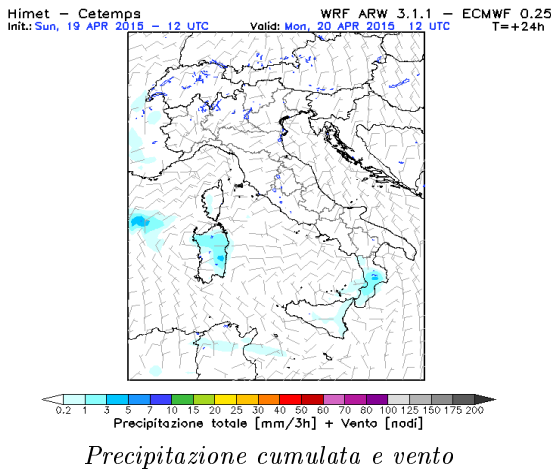 Himet – Cetemps WRF ARW 3.1.1 – ECMWF 0.25
Init.: Sun, 19 APR 2015 – 12 UTC Valid: Mon, 20 APR 2015 12 UTC T=+24h
0.2 1 3 5 7 10 15 20 25 30 40 50 60 70 80 100 125 150 175 200
Precipitazione totale [mm/3h] + Vento [nodi]
Precipitazione cumulata e vento